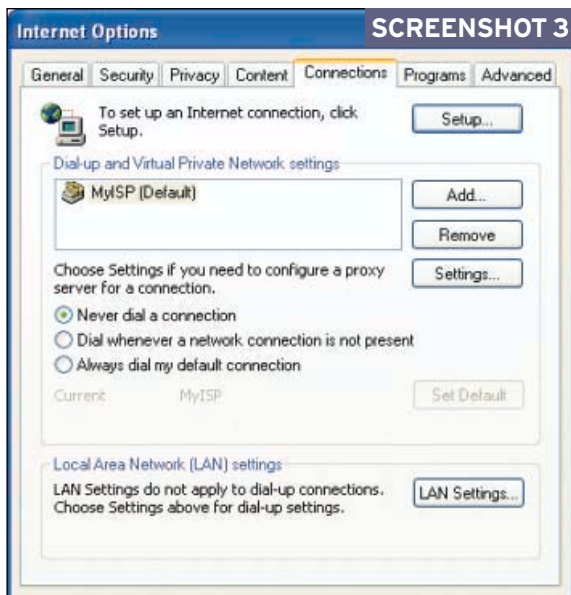 Internet Options
SCREENSHOT 3
General Security Privacy Content Connections Programs Advanced
To set up an Internet connection, click
Setup.
Setup...
Dial-up and Virtual Private Network settings
MyISP (Default)
Add...
Remove
Choose Settings if you need to configure a proxy
server for a connection.
Settings...
Never dial a connection
Dial whenever a network connection is not present
Always dial my default connection
Current MyISP
Set Default
Local Area Network (LAN) settings
LAN Settings do not apply to dial-up connections.
Choose Settings above for dial-up settings.
LAN Settings...